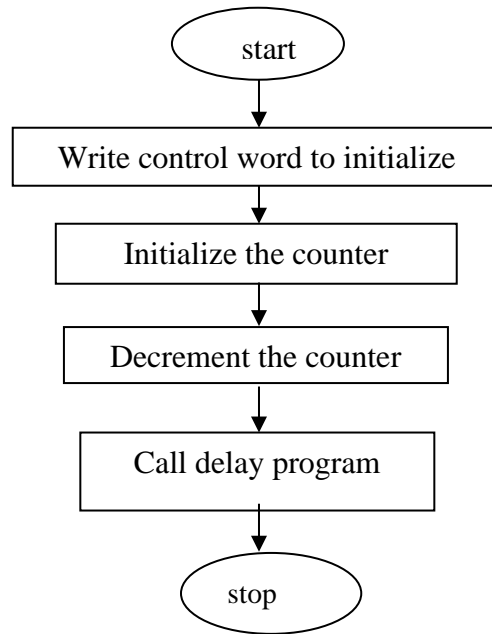 start
Write control word to initialize
Initialize the counter
Decrement the counter
Call delay program
stop